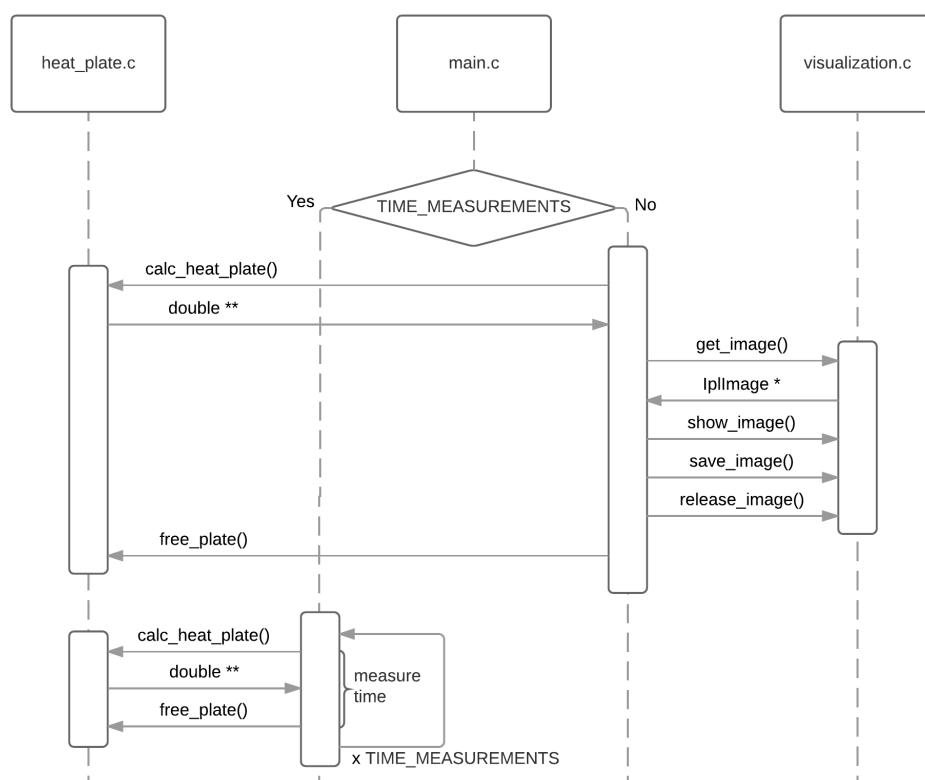 heat_plate.c
main.c
visualization.c
Yes
TIME_MEASUREMENTS
No
calc_heat_plate()
double **
get_image()
IplImage *
show_image()
save_image()
release_image()
free_plate()
calc_heat_plate()
double **
measure
time
free_plate()
x TIME_MEASUREMENTS